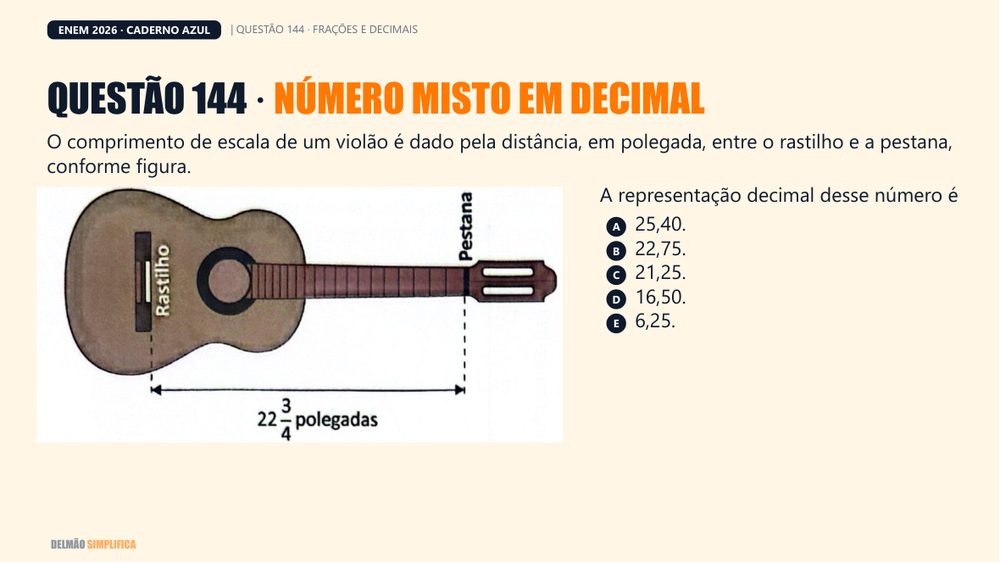 ENEM 2026 · CADERNO AZUL | QUESTÃO 144 · FRAÇÕES E DECIMAIS
QUESTÃO 144 · NÚMERO MISTO EM DECIMAL
O comprimento de escala de um violão é dado pela distância, em polegada, entre o rastilho e a pestana,
conforme figura.
Rastilho
Pestana
22 3/4 polegadas
A representação decimal desse número é
A 25,40.
B 22,75.
C 21,25.
D 16,50.
E 6,25.
DELMÃO SIMPLIFICA